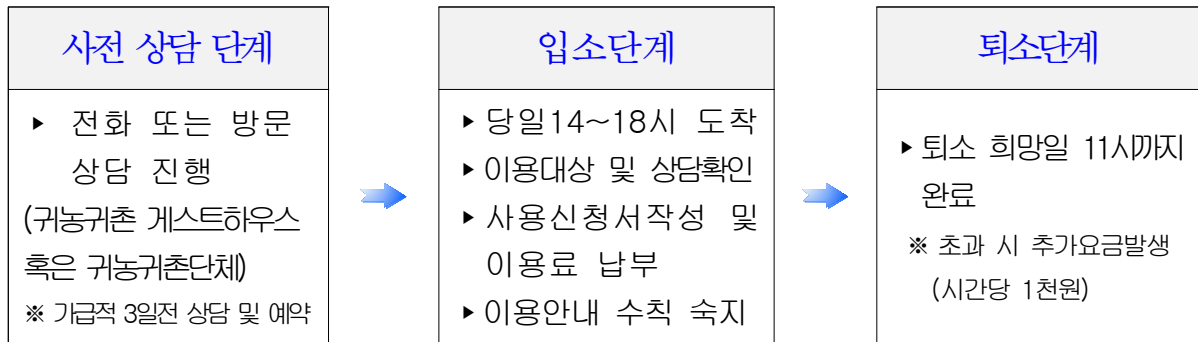 사전 상담 단계
▸ 전화 또는 방문
상담 진행
(귀농귀촌 게스트하우스
혹은 귀농귀촌단체)
※ 가급적 3일전 상담 및 예약
입소단계
▸당일14~18시 도착
▸이용대상 및 상담확인
▸사용신청서작성 및
이용료 납부
▸이용안내 수칙 숙지
퇴소단계
▸퇴소 희망일 11시까지
완료
※ 초과 시 추가요금발생
(시간당 1천원)